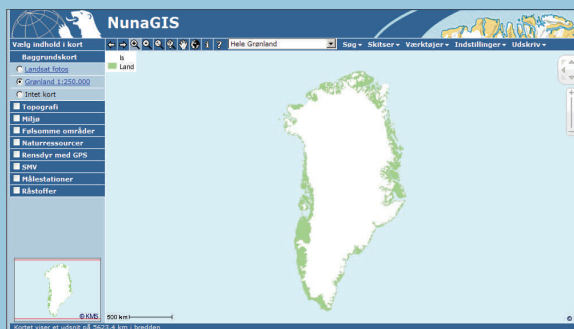 NunaGIS
Vælg indhold i kort
Hele Grønland
Søg
Skitser
Værktøjer
Indstillinger
Udskriv
Baggrundskort
Landsat fotos
Grønland 1:250.000
Intet kort
Topografi
Miljø
Følsomme områder
Naturressourcer
Rensdyr med GPS
SMV
Målestationer
Råstoffer
Is
Land
© KMS
500 km
©
Kortet viser et udsnit på 5623.4 km i bredden